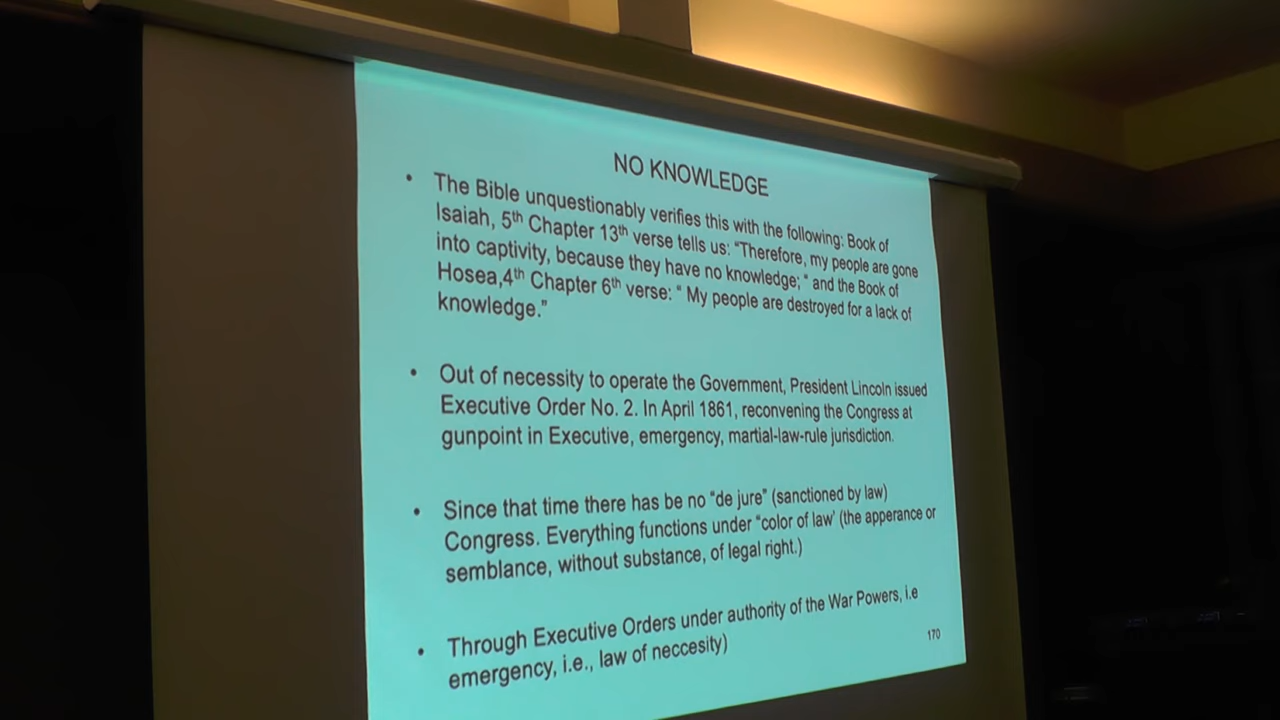 NO KNOWLEDGE
• The Bible unquestionably verifies this with the following: Book of
Isaiah, 5th Chapter 13th verse tells us: “Therefore, my people are gone
into captivity, because they have no knowledge; “ and the Book of
Hosea,4th Chapter 6th verse: “ My people are destroyed for a lack of
knowledge.”
• Out of necessity to operate the Government, President Lincoln issued
Executive Order No. 2. In April 1861, reconvening the Congress at
gunpoint in Executive, emergency, martial-law-rule jurisdiction.
• Since that time there has be no “de jure” (sanctioned by law)
Congress. Everything functions under “color of law’ (the apperance or
semblance, without substance, of legal right.)
• Through Executive Orders under authority of the War Powers, i.e
emergency, i.e., law of neccesity)
170